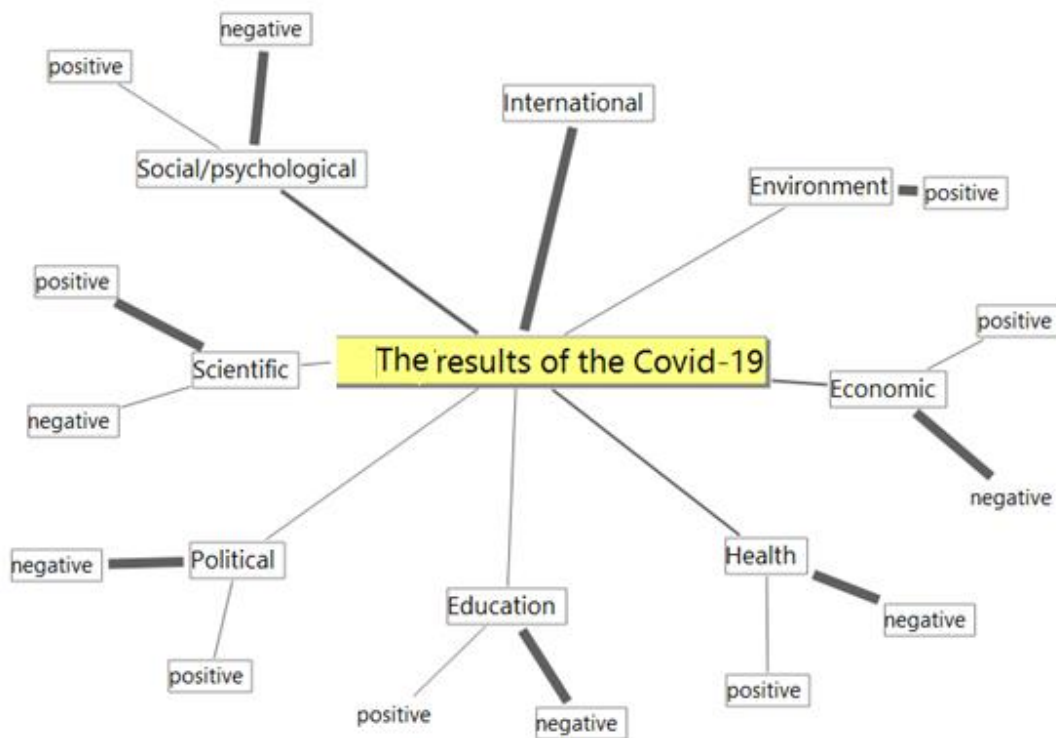 negative
positive
International
Social/psychological
Environment
positive
positive
positive
The results of the Covid-19
Scientific
Economic
negative
negative
Political
negative
Health
Education
negative
positive
positive
positive
negative